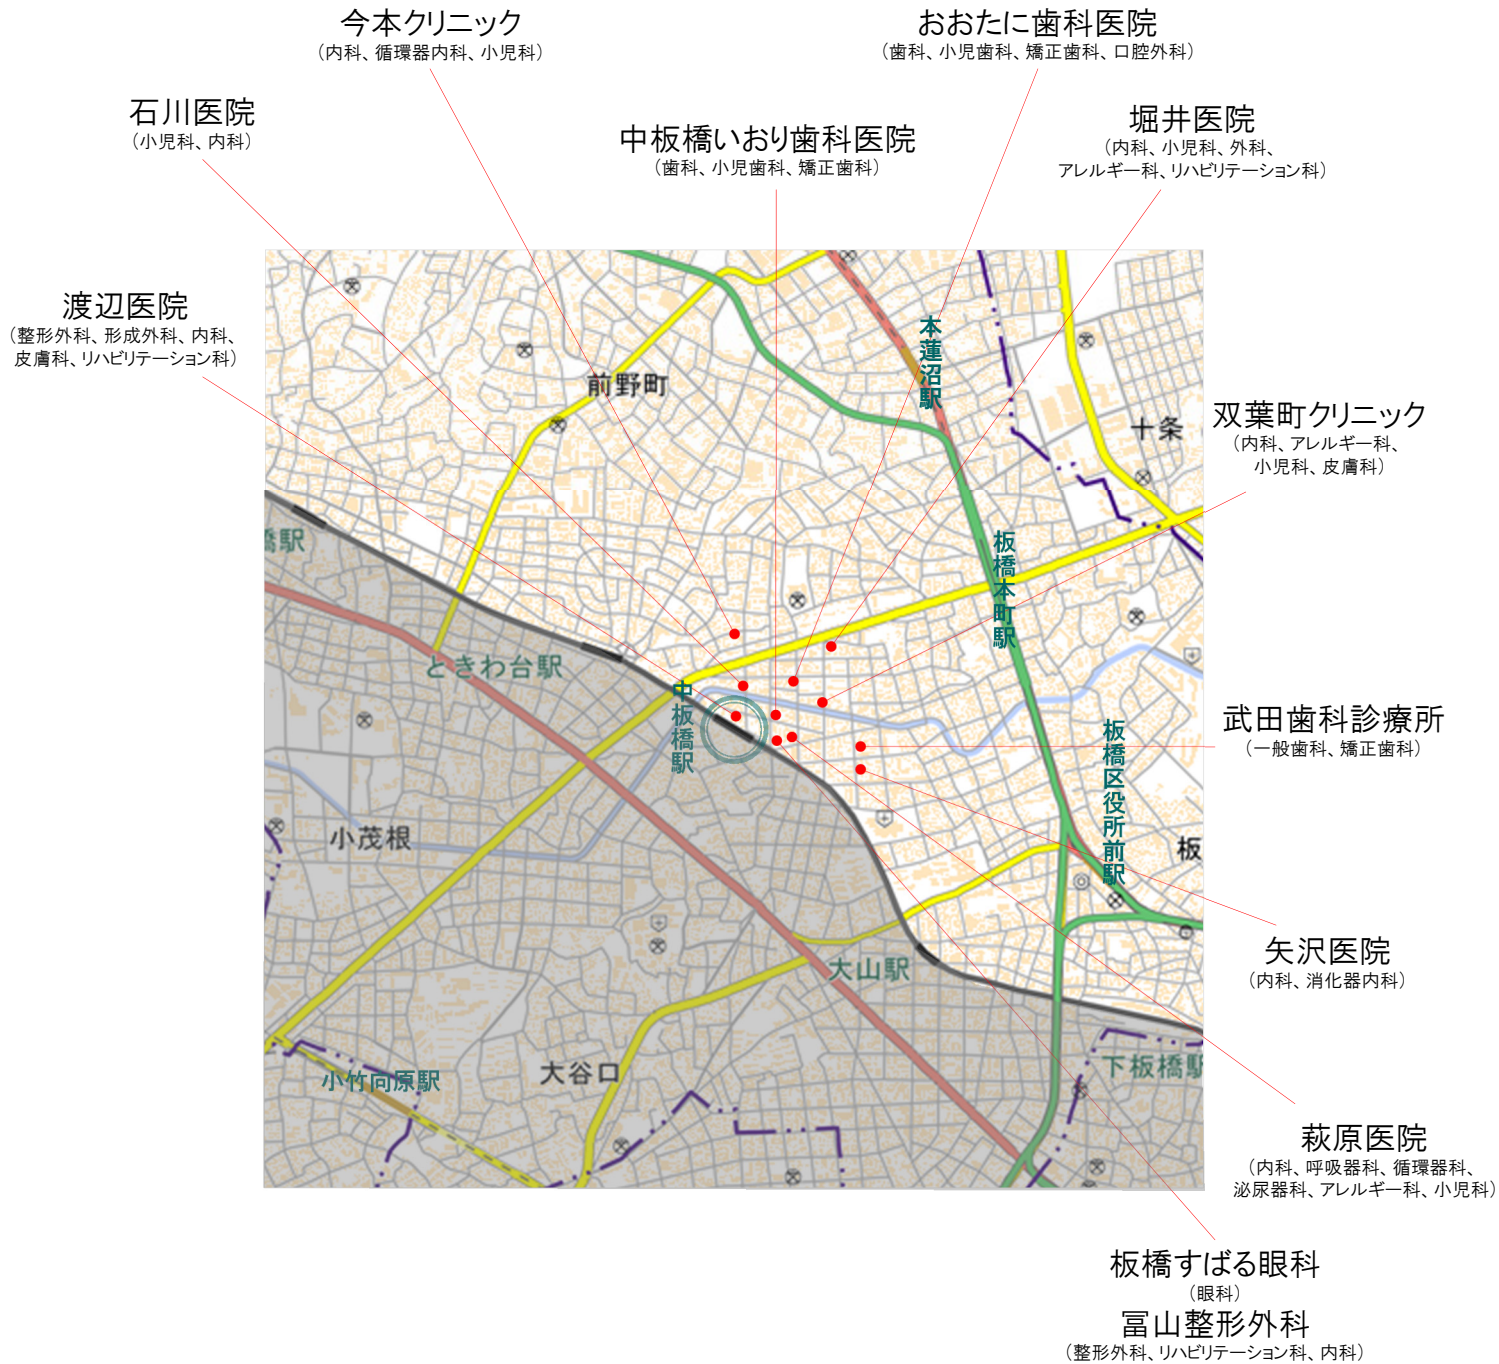 今本クリニック
（内科、循環器内科、小児科）
おおたに歯科医院
（歯科、小児歯科、矯正歯科、口腔外科）
石川医院
（小児科、内科）
中板橋いおり歯科医院
（歯科、小児歯科、矯正歯科）
堀井医院
（内科、小児科、外科、
アレルギー科、リハビリテーション科）
渡辺医院
（整形外科、形成外科、内科、
皮膚科、リハビリテーション科）
本蓮沼駅
前野町
十条
双葉町クリニック
（内科、アレルギー科、
小児科、皮膚科）
橋駅
板橋本町駅
ときわ台駅
中板橋駅
武田歯科診療所
（一般歯科、矯正歯科）
板橋区役所前駅
小茂根
板
大山駅
矢沢医院
（内科、消化器内科）
大谷口
小竹向原駅
下板橋駅
萩原医院
（内科、呼吸器科、循環器科、
泌尿器科、アレルギー科、小児科）
板橋すばる眼科
（眼科）
冨山整形外科
（整形外科、リハビリテーション科、内科）